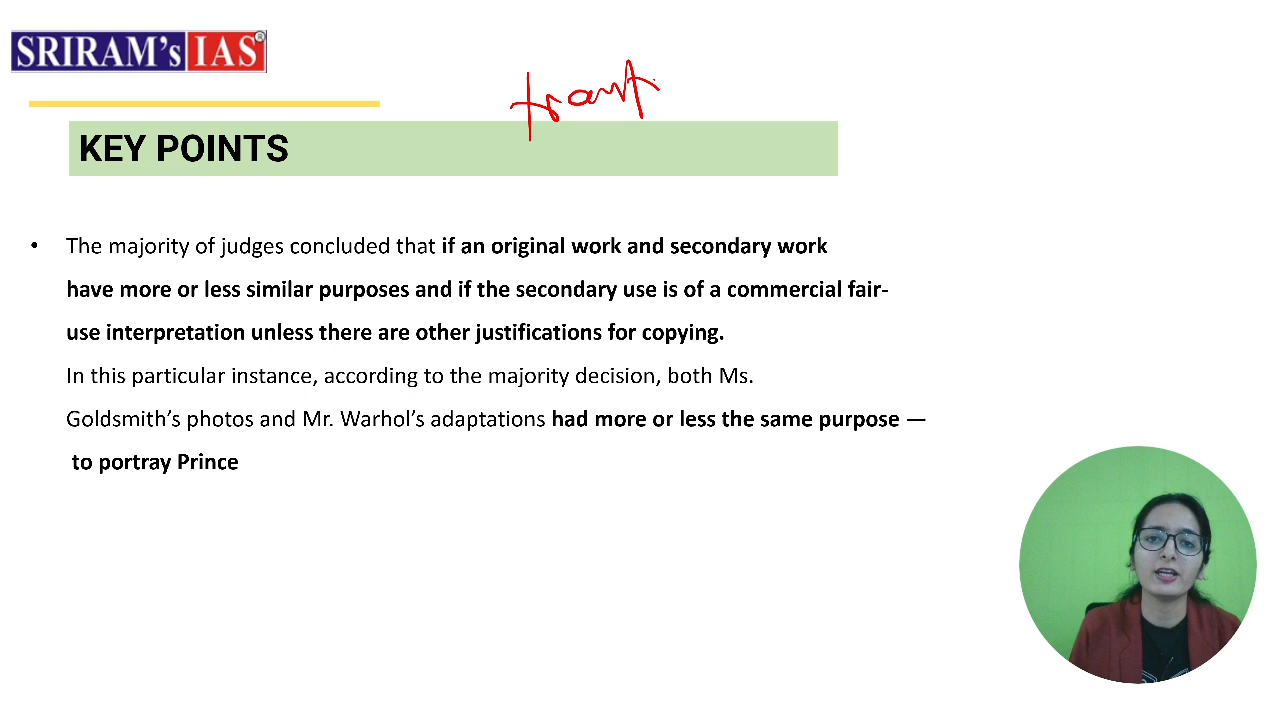 SRIRAM's IAS®
KEY POINTS
• The majority of judges concluded that if an original work and secondary work
have more or less similar purposes and if the secondary use is of a commercial fair-
use interpretation unless there are other justifications for copying.
In this particular instance, according to the majority decision, both Ms.
Goldsmith’s photos and Mr. Warhol’s adaptations had more or less the same purpose —
to portray Prince